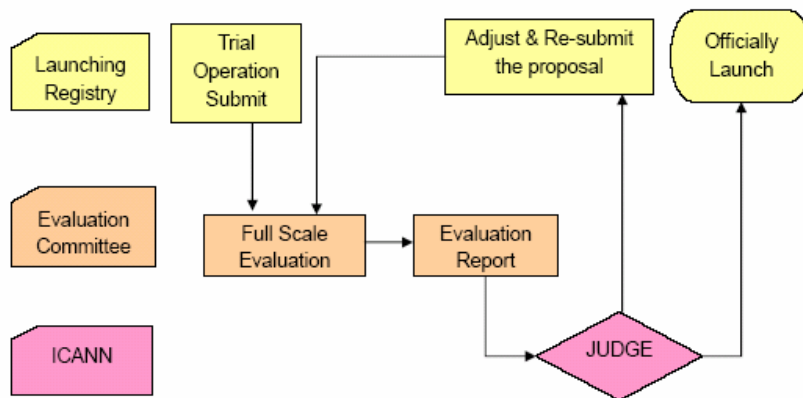 Launching
Registry
Trial
Operation
Submit
Adjust & Re-submit
the proposal
Officially
Launch
Evaluation
Committee
Full Scale
Evaluation
Evaluation
Report
ICANN
JUDGE